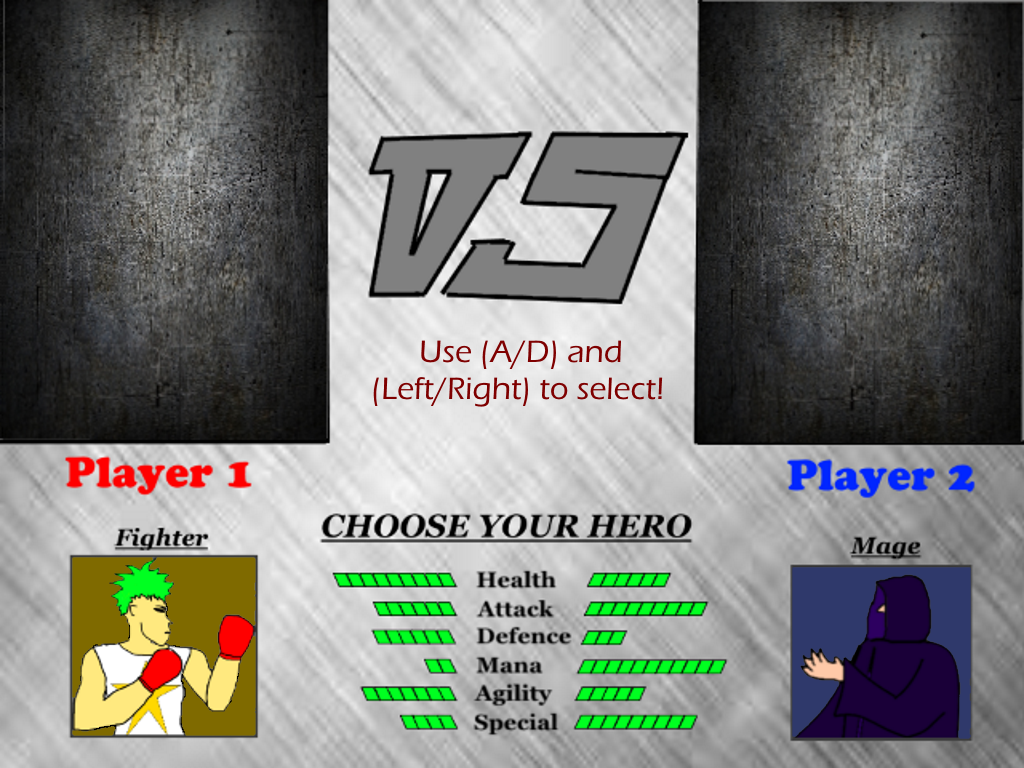 VS
Use (A/D) and
(Left/Right) to select!
Player 1
Player 2
Fighter
CHOOSE YOUR HERO
Mage
Health
Attack
Defence
Mana
Agility
Special